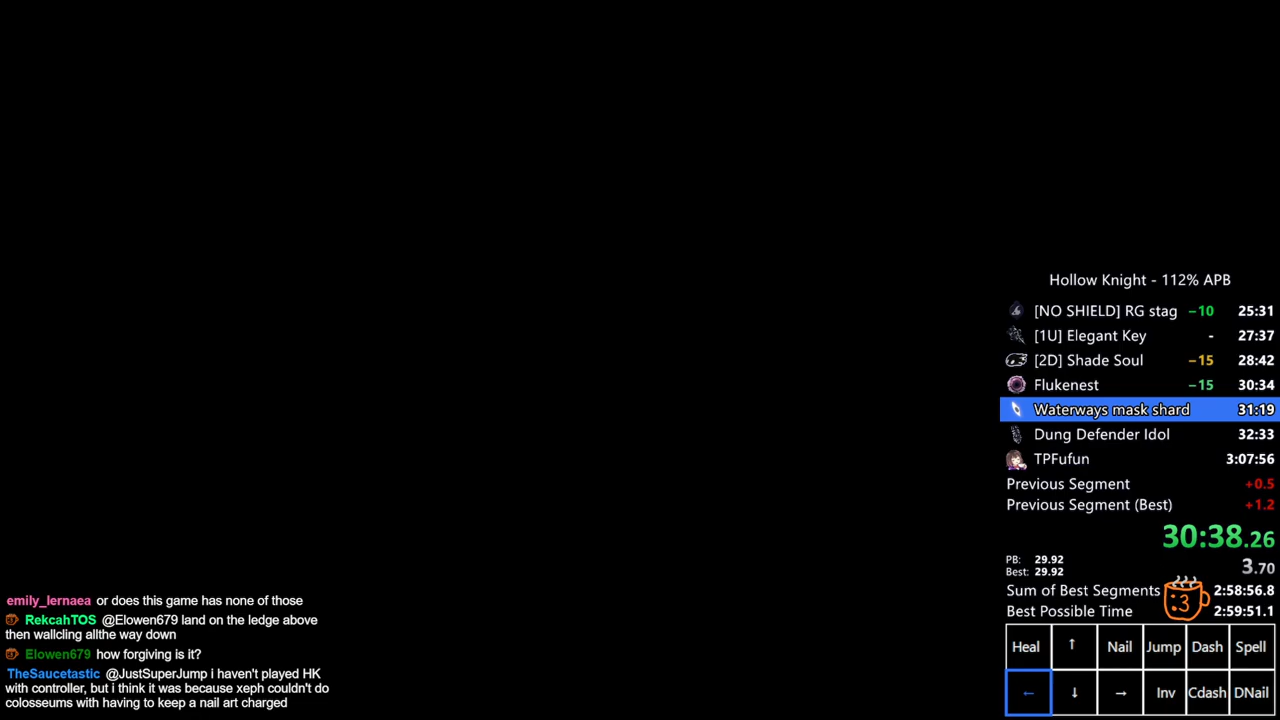 Hollow Knight - 112% APB
[NO SHIELD] RG stag -10 25:31
[1U] Elegant Key - 27:37
[2D] Shade Soul -15 28:42
Flukenest -15 30:34
Waterways mask shard 31:19
Dung Defender Idol 32:33
TPFufun 3:07:56
Previous Segment +0.5
Previous Segment (Best) +1.2
30:38.26
PB: 29.92
Best: 29.92
3.70
Sum of Best Segments 2:58:56.8
Best Possible Time 2:59:51.1
:3
Heal ↑ Nail Jump Dash Spell
← ↓ → Inv Cdash DNail
emily_lernaea or does this game has none of those
RekcahTOS @Elowen679 land on the ledge above
then wallcling allthe way down
Elowen679 how forgiving is it?
TheSaucetastic @JustSuperJump i haven't played HK
with controller, but i think it was because xeph couldn't do
colosseums with having to keep a nail art charged